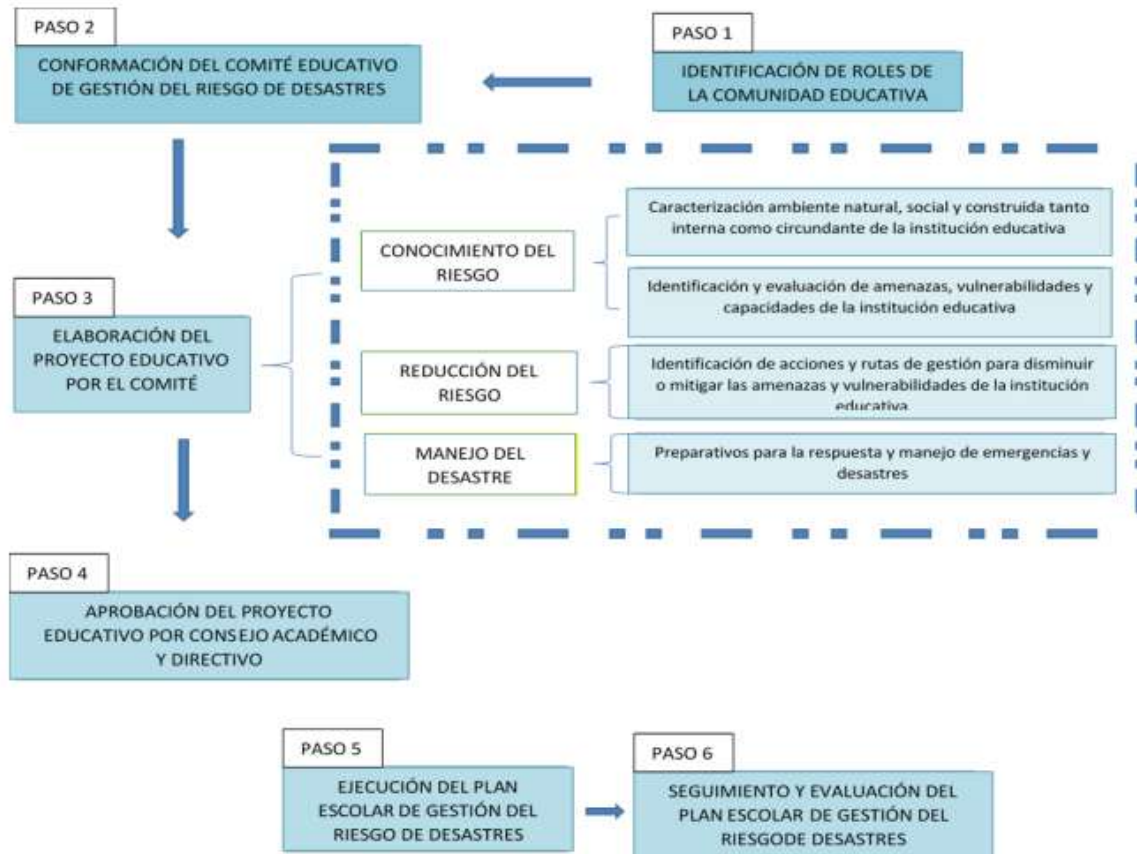 PASO 1
IDENTIFICACIÓN DE ROLES DE
LA COMUNIDAD EDUCATIVA
PASO 2
CONFORMACIÓN DEL COMITÉ EDUCATIVO
DE GESTIÓN DEL RIESGO DE DESASTRES
PASO 3
ELABORACIÓN DEL
PROYECTO EDUCATIVO
POR EL COMITÉ
CONOCIMIENTO DEL
RIESGO
Caracterización ambiente natural, social y construida tanto
interna como circundante de la institución educativa
Identificación y evaluación de amenazas, vulnerabilidades y
capacidades de la institución educativa
REDUCCIÓN DEL
RIESGO
Identificación de acciones y rutas de gestión para disminuir
o mitigar las amenazas y vulnerabilidades de la institución
educativa
MANEJO DEL
DESASTRE
Preparativos para la respuesta y manejo de emergencias y
desastres
PASO 4
APROBACIÓN DEL PROYECTO
EDUCATIVO POR CONSEJO ACADÉMICO
Y DIRECTIVO
PASO 5
EJECUCIÓN DEL PLAN
ESCOLAR DE GESTIÓN DEL
RIESGO DE DESASTRES
PASO 6
SEGUIMIENTO Y EVALUACIÓN DEL
PLAN ESCOLAR DE GESTIÓN DEL
RIESGODE DESASTRES